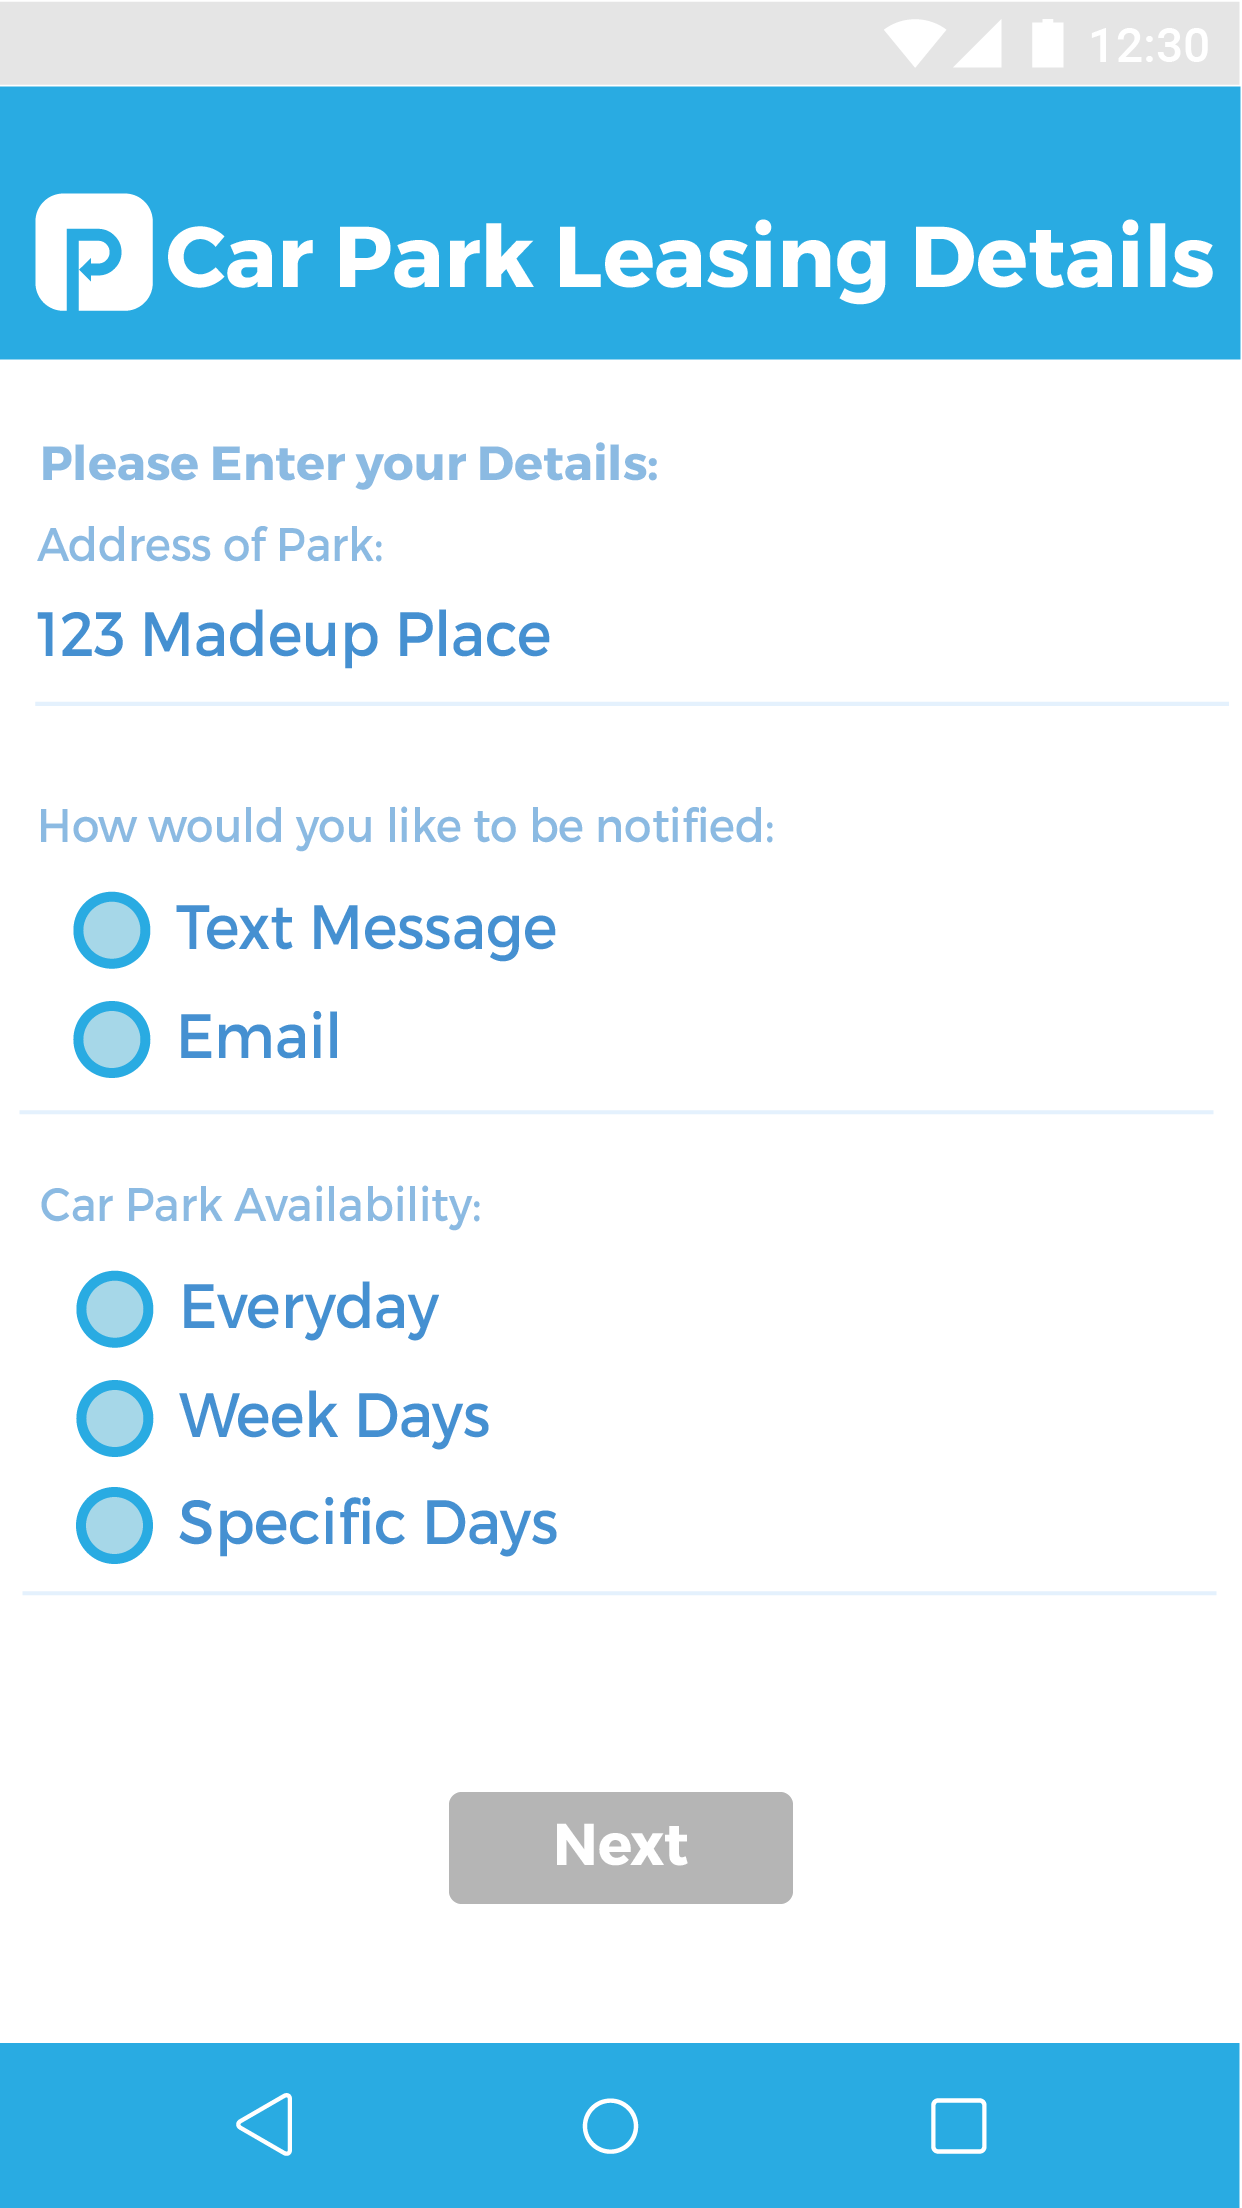 12:30
Car Park Leasing Details
Please Enter your Details:
Address of Park:
123 Madeup Place
How would you like to be notified:
Text Message
Email
Car Park Availability:
Everyday
Week Days
Specific Days
Next